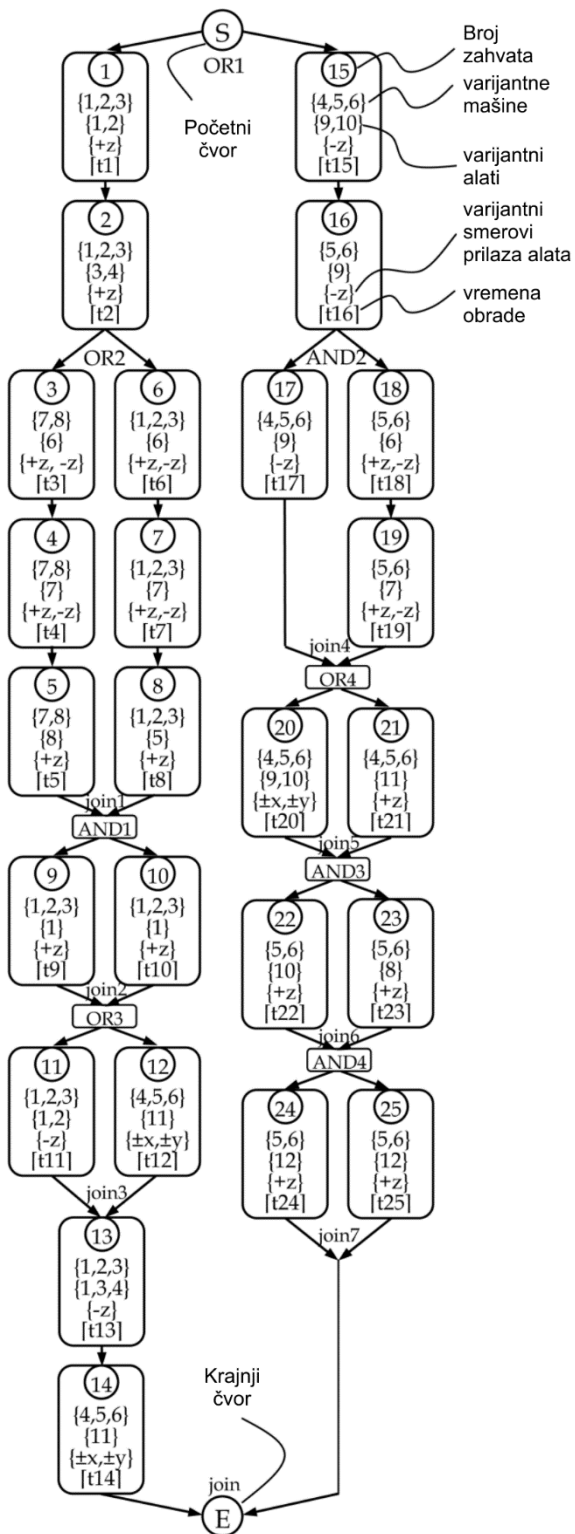 S
OR1
Početni
čvor
1
{1,2,3}
{1,2}
{+z}
⌈t1⌉
2
{1,2,3}
{3,4}
{+z}
⌈t2⌉
OR2
3
{7,8}
{6}
{+z, -z}
⌈t3⌉
4
{7,8}
{7}
{+z,-z}
⌈t4⌉
5
{7,8}
{8}
{+z}
⌈t5⌉
6
{1,2,3}
{6}
{+z,-z}
⌈t6⌉
7
{1,2,3}
{7}
{+z,-z}
⌈t7⌉
8
{1,2,3}
{5}
{+z}
⌈t8⌉
join1
AND1
9
{1,2,3}
{1}
{+z}
⌈t9⌉
10
{1,2,3}
{1}
{+z}
⌈t10⌉
join2
OR3
11
{1,2,3}
{1,2}
{-z}
⌈t11⌉
12
{4,5,6}
{11}
{±x,±y}
⌈t12⌉
join3
13
{1,2,3}
{1,3,4}
{-z}
⌈t13⌉
14
{4,5,6}
{11}
{±x,±y}
⌈t14⌉
15
{4,5,6}
{9,10}
{-z}
⌈t15⌉
Broj
zahvata
varijantne
mašine
varijantni
alati
varijantni
smerovi
prilaza alata
vremena
obrade
16
{5,6}
{9}
{-z}
⌈t16⌉
AND2
17
{4,5,6}
{9}
{-z}
⌈t17⌉
18
{5,6}
{6}
{+z,-z}
⌈t18⌉
19
{5,6}
{7}
{+z,-z}
⌈t19⌉
join4
OR4
20
{4,5,6}
{9,10}
{±x,±y}
⌈t20⌉
21
{4,5,6}
{11}
{+z}
⌈t21⌉
join5
AND3
22
{5,6}
{10}
{+z}
⌈t22⌉
23
{5,6}
{8}
{+z}
⌈t23⌉
join6
AND4
24
{5,6}
{12}
{+z}
⌈t24⌉
25
{5,6}
{12}
{+z}
⌈t25⌉
join7
Krajnji
čvor
join
E